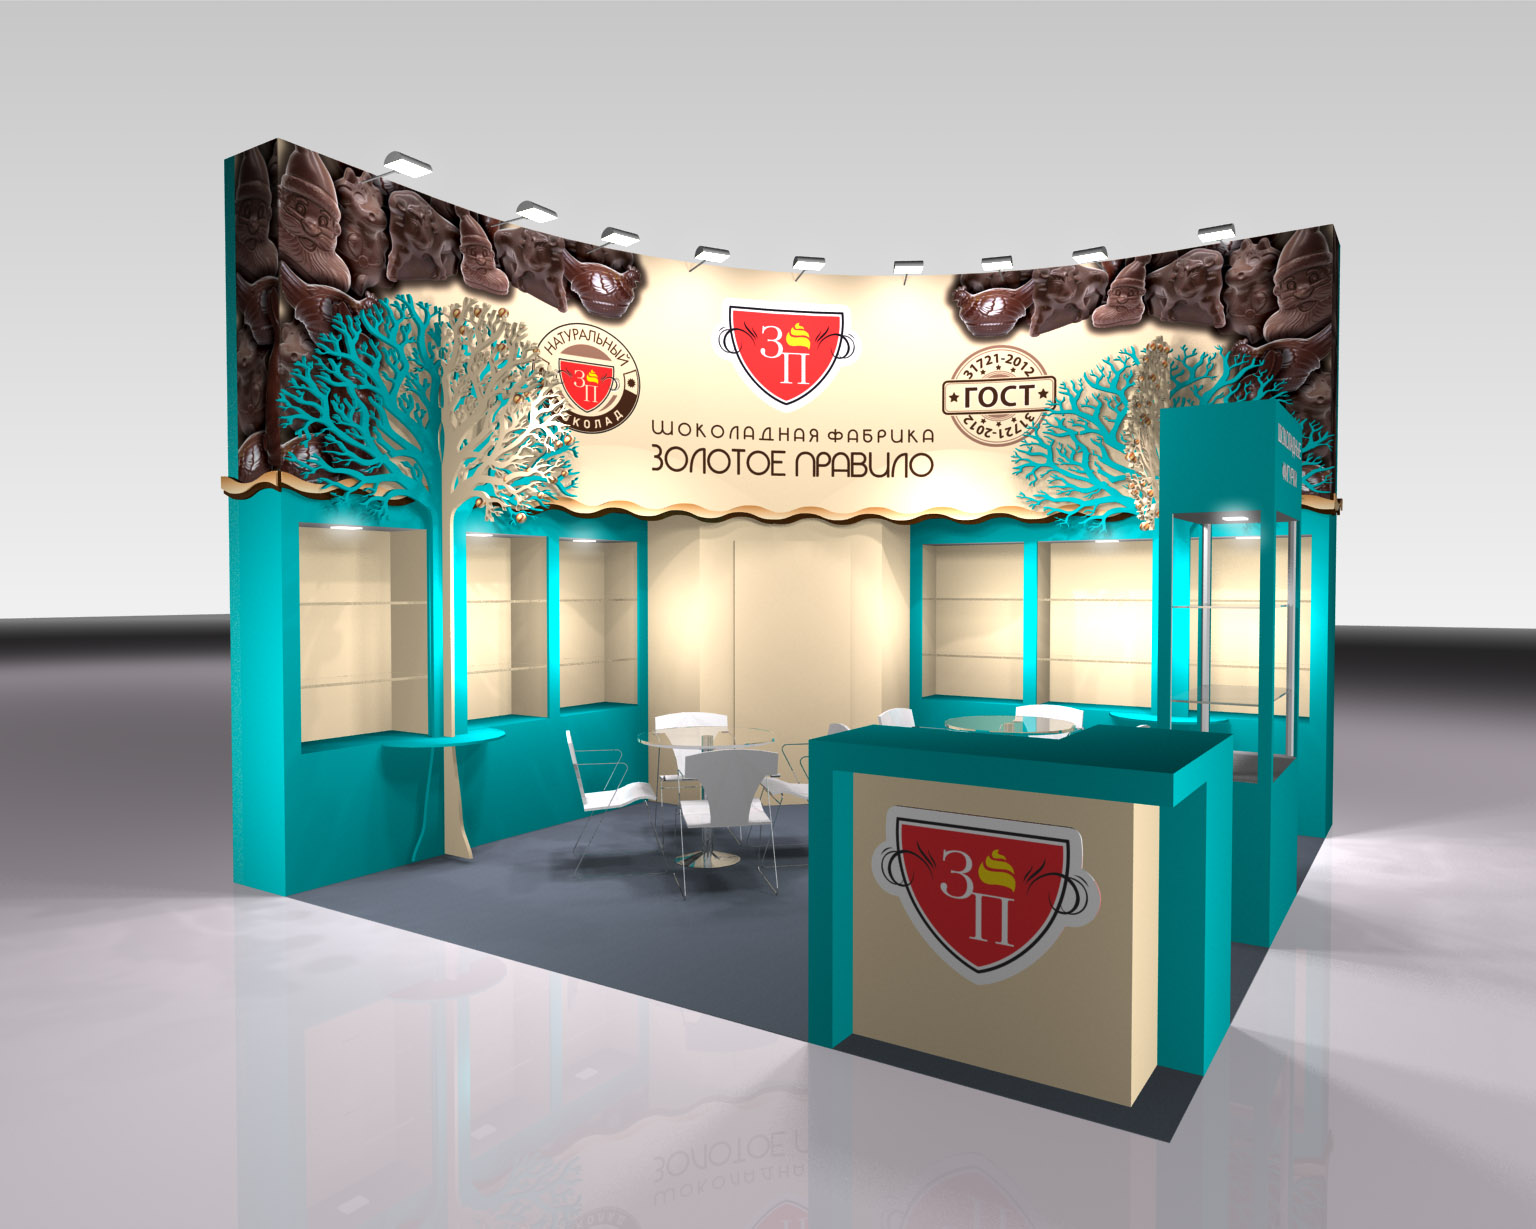 НАТУРАЛЬНЫЙ
ЗП
ШОКОЛАД
ЗП
ШОКОЛАДНАЯ ФАБРИКА
ЗОЛОТОЕ ПРАВИЛО
31721-2012
ГОСТ
31721-2012
ЗП